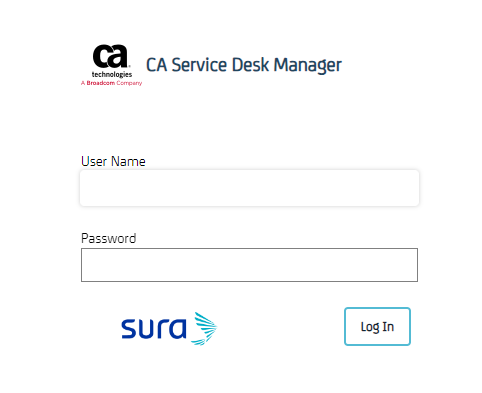 ca
technologies
A Broadcom Company
CA Service Desk Manager
User Name
Password
sura
Log In